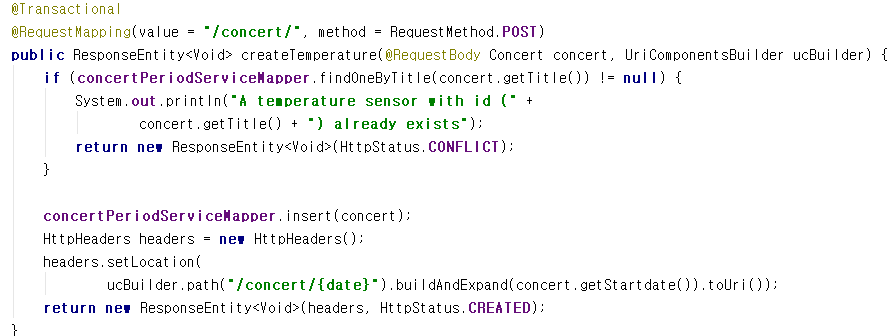 @Transactional
@RequestMapping(value = "/concert/", method = RequestMethod.POST)
public ResponseEntity<Void> createTemperature(@RequestBody Concert concert, UriComponentsBuilder ucBuilder) {
    if (concertPeriodServiceMapper.findOneByTitle(concert.getTitle()) != null) {
        System.out.println("A temperature sensor with id (" +
                concert.getTitle() + ") already exists");
        return new ResponseEntity<Void>(HttpStatus.CONFLICT);
    }
    concertPeriodServiceMapper.insert(concert);
    HttpHeaders headers = new HttpHeaders();
    headers.setLocation(
            ucBuilder.path("/concert/{date}").buildAndExpand(concert.getStartdate()).toUri());
    return new ResponseEntity<Void>(headers, HttpStatus.CREATED);
}